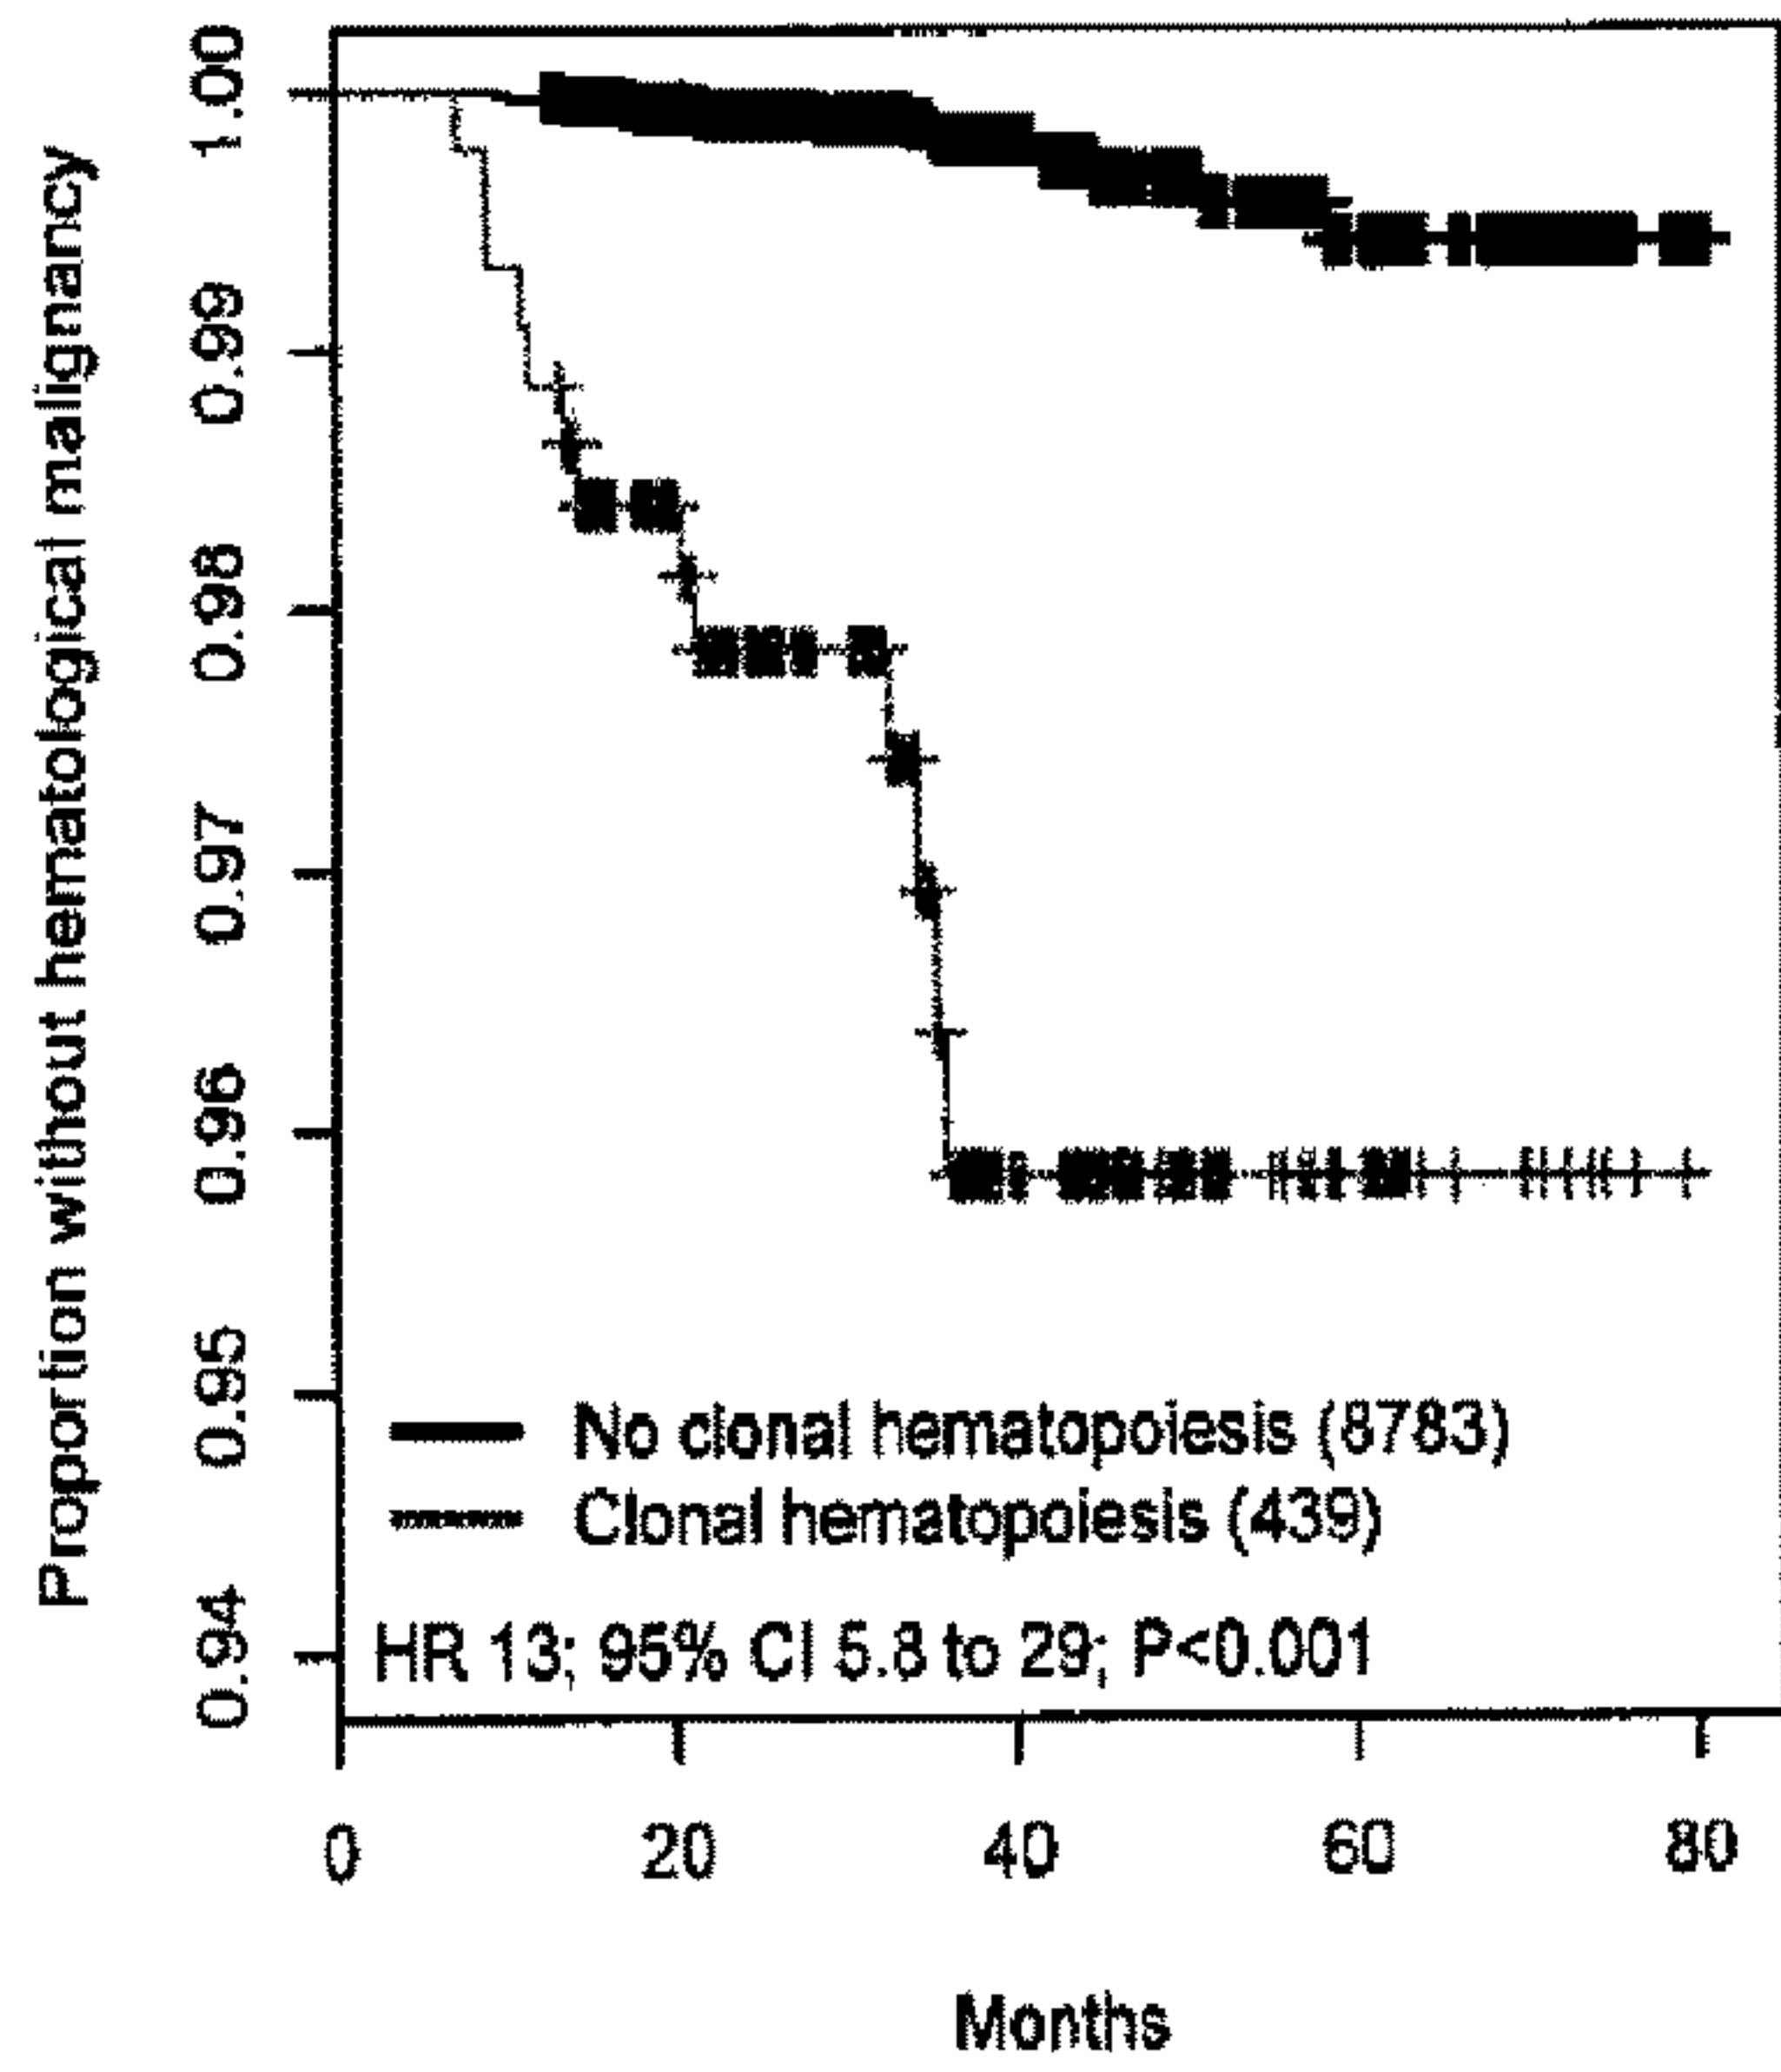 Proportion without hematological malignancy
1.00
0.99
0.98
0.97
0.96
0.95
0.94
No clonal hematopoiesis (8783)
Clonal hematopoiesis (439)
HR 13; 95% CI 5.8 to 29; P<0.001
0 20 40 60 80
Months